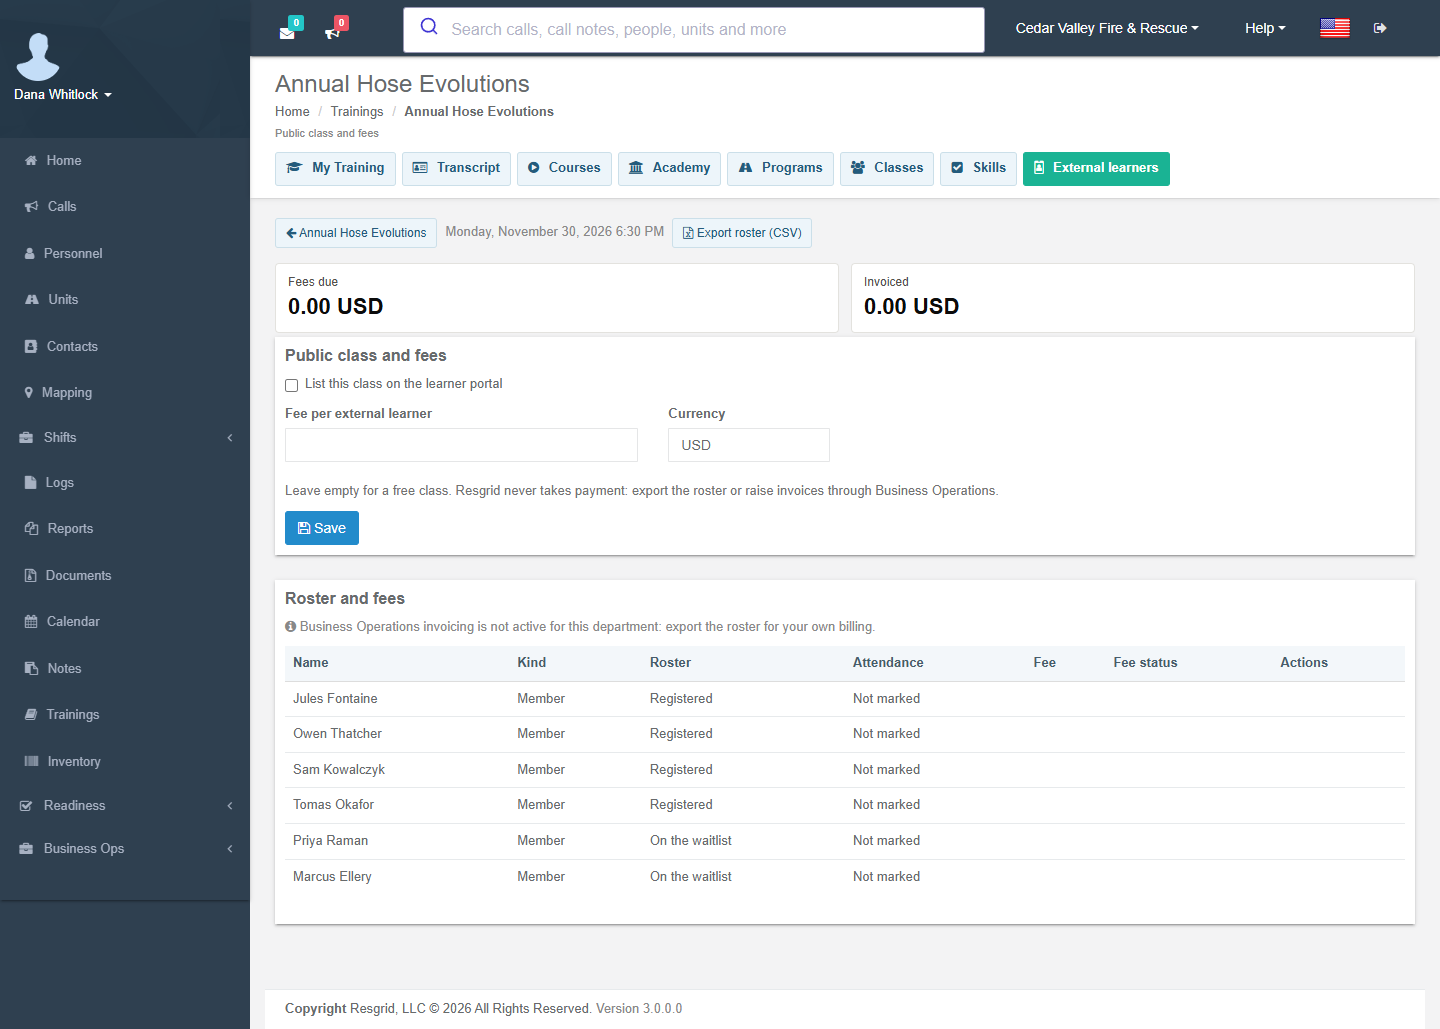 0
0
Search calls, call notes, people, units and more
Cedar Valley Fire & Rescue
Help
Dana Whitlock
Home
Calls
Personnel
Units
Contacts
Mapping
Shifts
Logs
Reports
Documents
Calendar
Notes
Trainings
Inventory
Readiness
Business Ops
Annual Hose Evolutions
Home / Trainings / Annual Hose Evolutions
Public class and fees
My Training
Transcript
Courses
Academy
Programs
Classes
Skills
External learners
Annual Hose Evolutions
Monday, November 30, 2026 6:30 PM
Export roster (CSV)
Fees due
0.00 USD
Invoiced
0.00 USD
Public class and fees
List this class on the learner portal
Fee per external learner
Currency
USD
Leave empty for a free class. Resgrid never takes payment: export the roster or raise invoices through Business Operations.
Save
Roster and fees
Business Operations invoicing is not active for this department: export the roster for your own billing.
Name Kind Roster Attendance Fee Fee status Actions
Jules Fontaine Member Registered Not marked
Owen Thatcher Member Registered Not marked
Sam Kowalczyk Member Registered Not marked
Tomas Okafor Member Registered Not marked
Priya Raman Member On the waitlist Not marked
Marcus Ellery Member On the waitlist Not marked
Copyright Resgrid, LLC © 2026 All Rights Reserved. Version 3.0.0.0